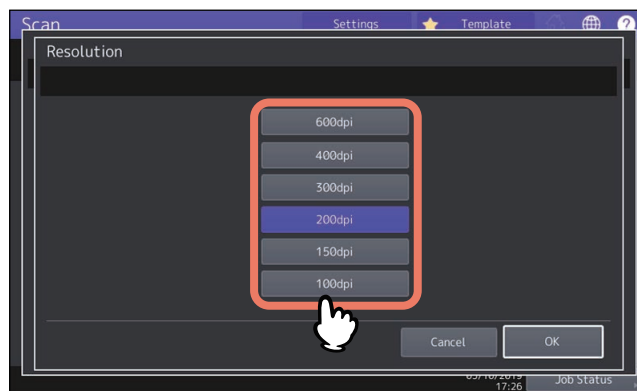 Scan Settings Template ?
Resolution
600dpi
400dpi
300dpi
200dpi
150dpi
100dpi
Cancel OK
Job Status
17:26